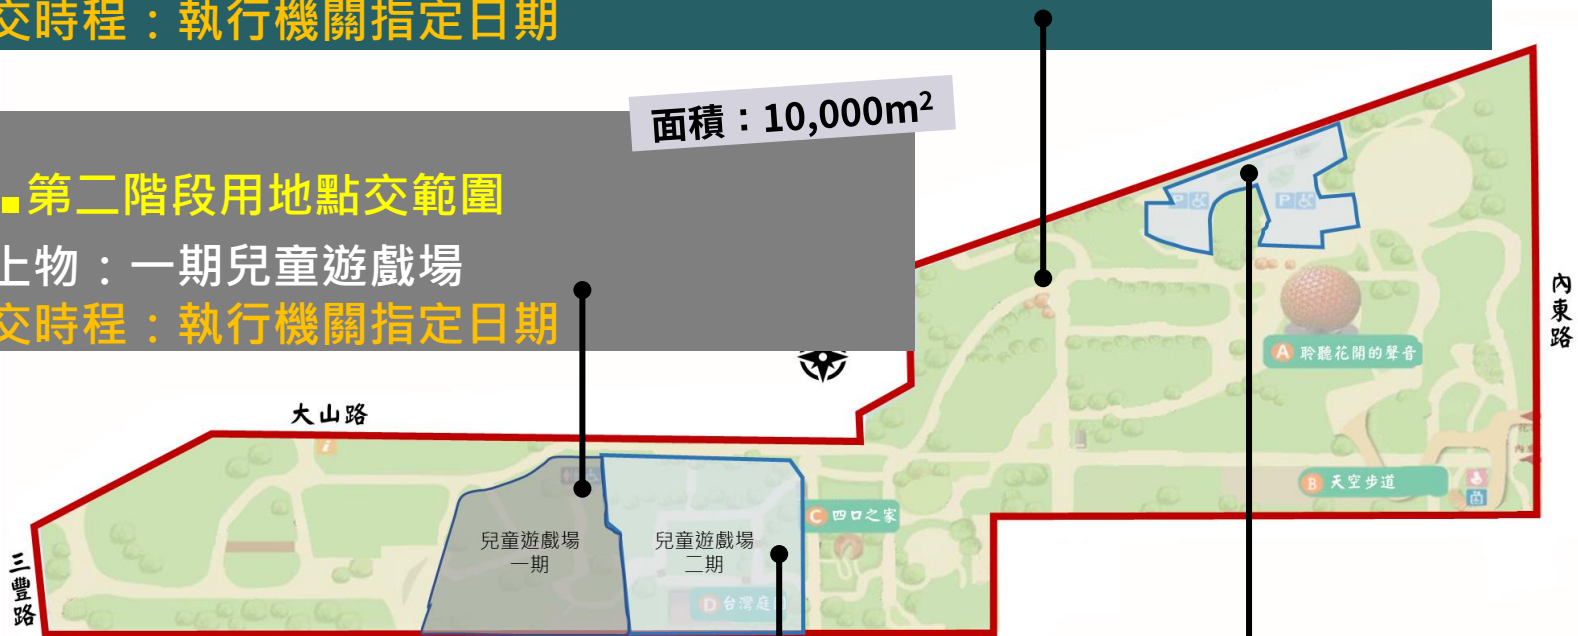 交時程：執行機關指定日期
面積：10,000m²
■第二階段用地點交範圍
上物：一期兒童遊戲場
交時程：執行機關指定日期
內東路
A 聆聽花開的聲音
大山路
i
B 天空步道
C 四口之家
兒童遊戲場
一期
兒童遊戲場
二期
三豐路
D 台灣庭
P
P